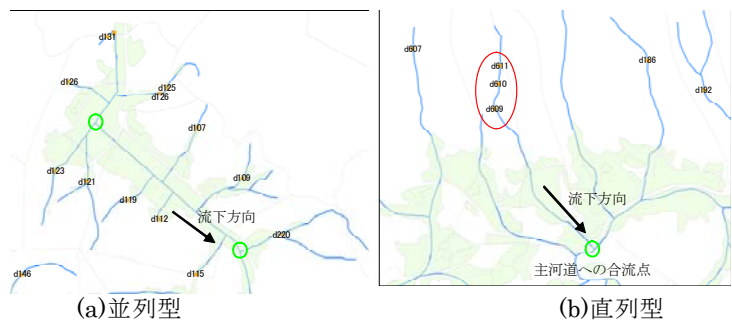 d131
d126
d125
d126
d107
d123
d121
d119
d109
d112
流下方向
d220
d146
d115
(a)並列型
d607
d611
d610
d609
d186
d192
流下方向
主河道への合流点
(b)直列型